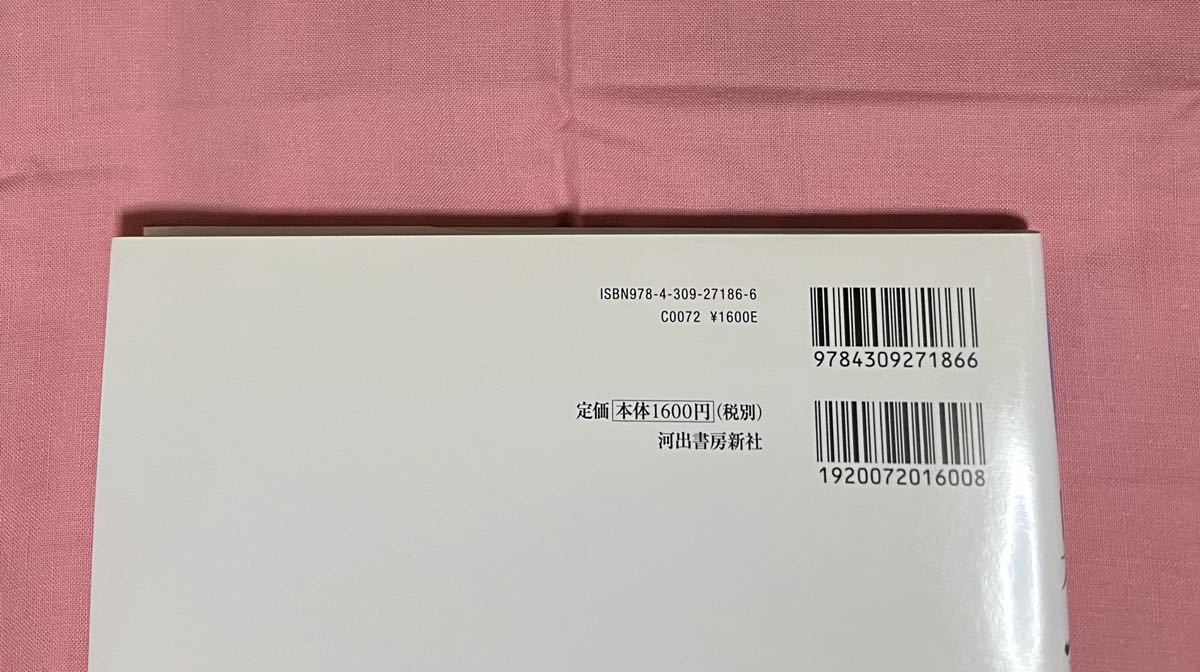 ISBN978-4-309-27186-6
C0072 ¥1600E
9784309271866
定価 本体1600円 (税別)
河出書房新社
1920072016008